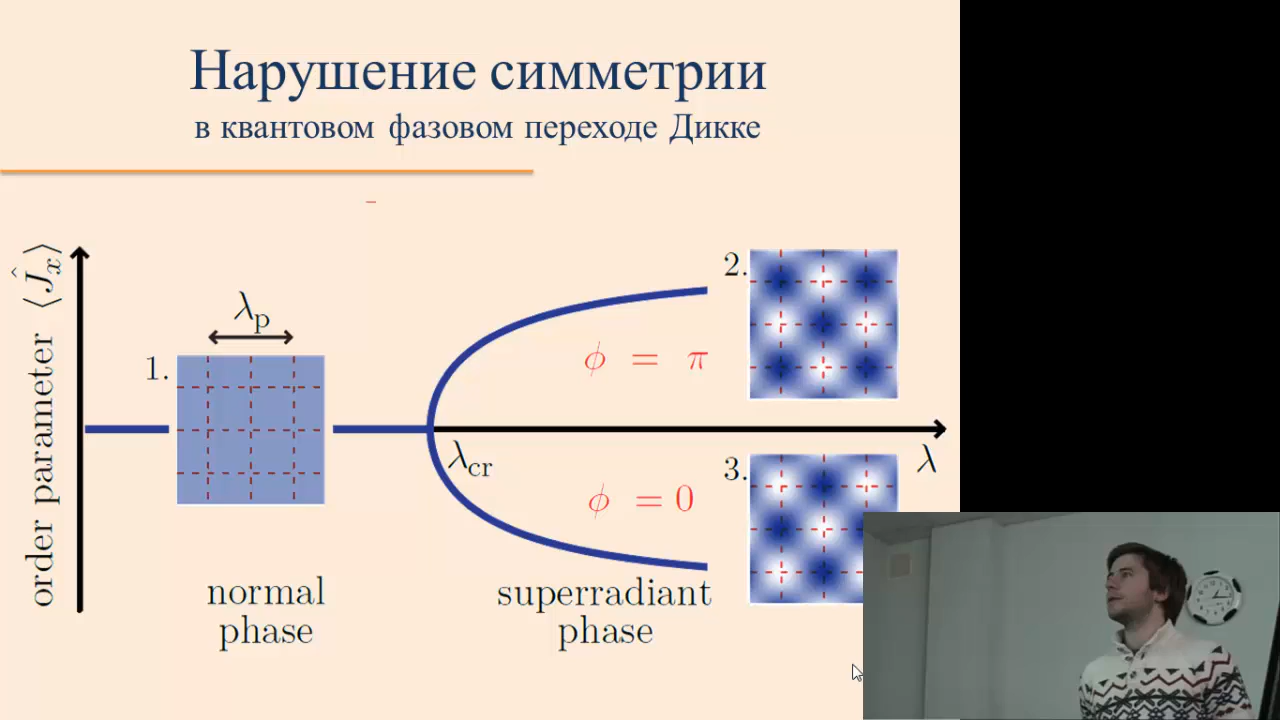 Нарушение симметрии
в квантовом фазовом переходе Дикке
order parameter ⟨Ĵx⟩
λp
1.
2.
ϕ = π
λcr
λ
3.
ϕ = 0
normal
phase
superradiant
phase